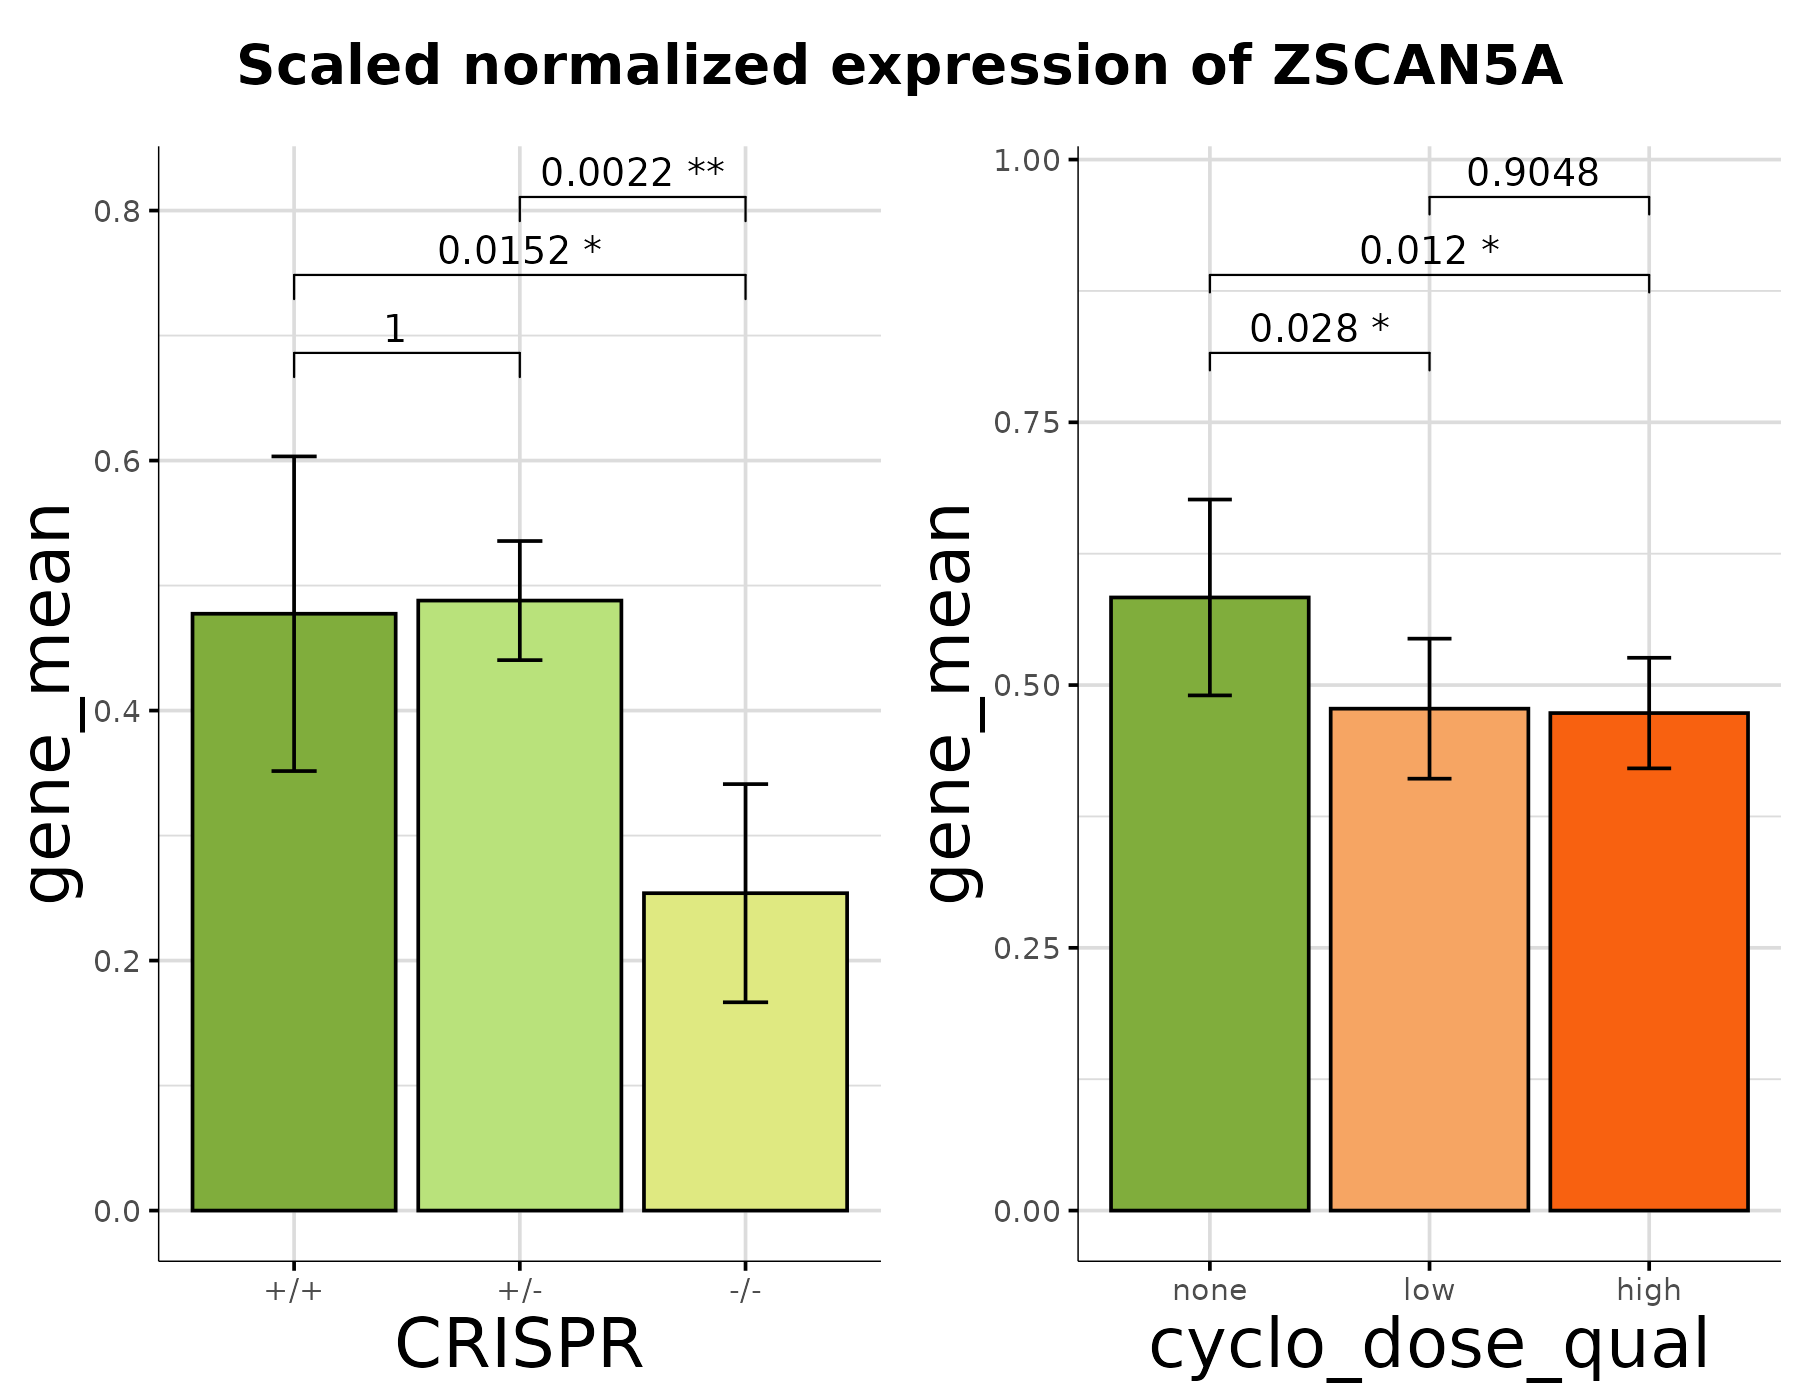 Scaled normalized expression of ZSCAN5A
gene_mean
0.8
0.6
0.4
0.2
0.0
0.0022 **
0.0152 *
1
+/+ +/- -/-
CRISPR
gene_mean
1.00
0.75
0.50
0.25
0.00
0.9048
0.012 *
0.028 *
none low high
cyclo_dose_qual